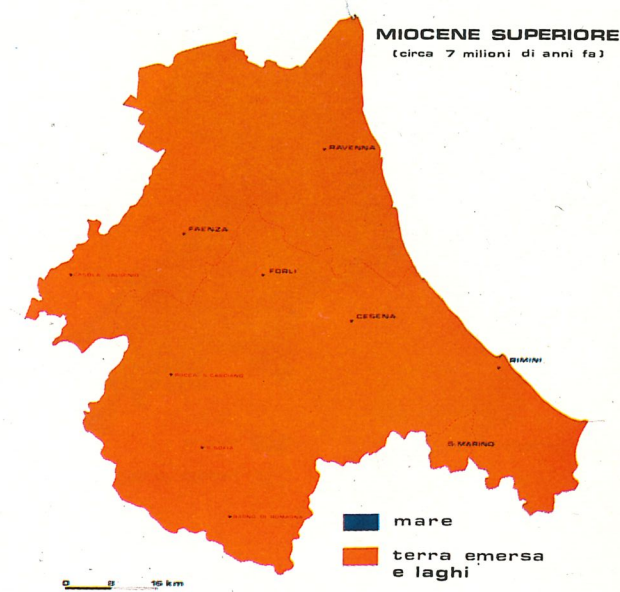 MIOCENE SUPERIORE
(circa 7 milioni di anni fa)
RAVENNA
FAENZA
FORLI
CESENA
RIMINI
S. MARINO
mare
terra emersa
e laghi
0 8 16 km